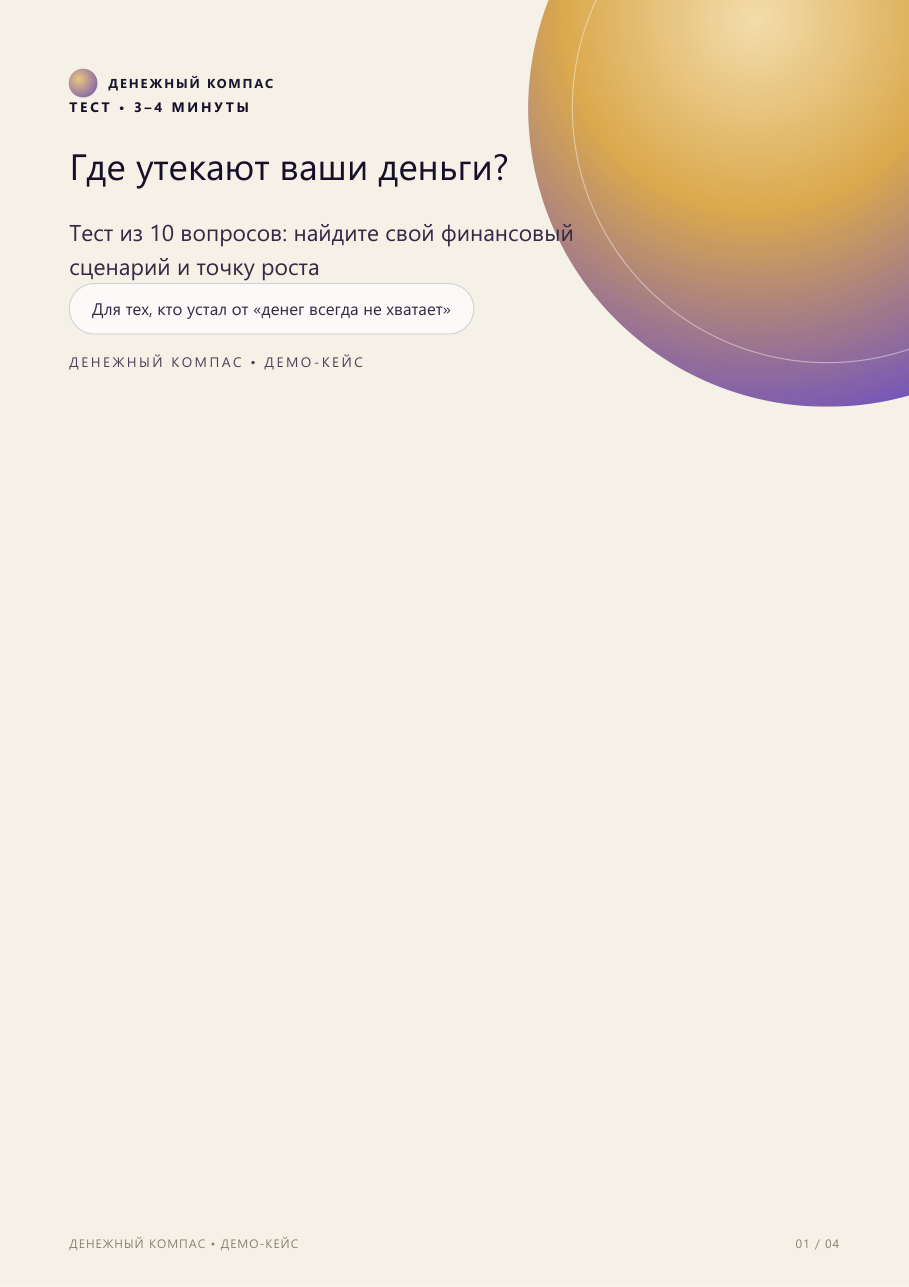 ДЕНЕЖНЫЙ КОМПАС
ТЕСТ • 3–4 МИНУТЫ
Где утекают ваши деньги?
Тест из 10 вопросов: найдите свой финансовый
сценарий и точку роста
Для тех, кто устал от «денег всегда не хватает»
ДЕНЕЖНЫЙ КОМПАС • ДЕМО-КЕЙС
ДЕНЕЖНЫЙ КОМПАС • ДЕМО-КЕЙС
01 / 04